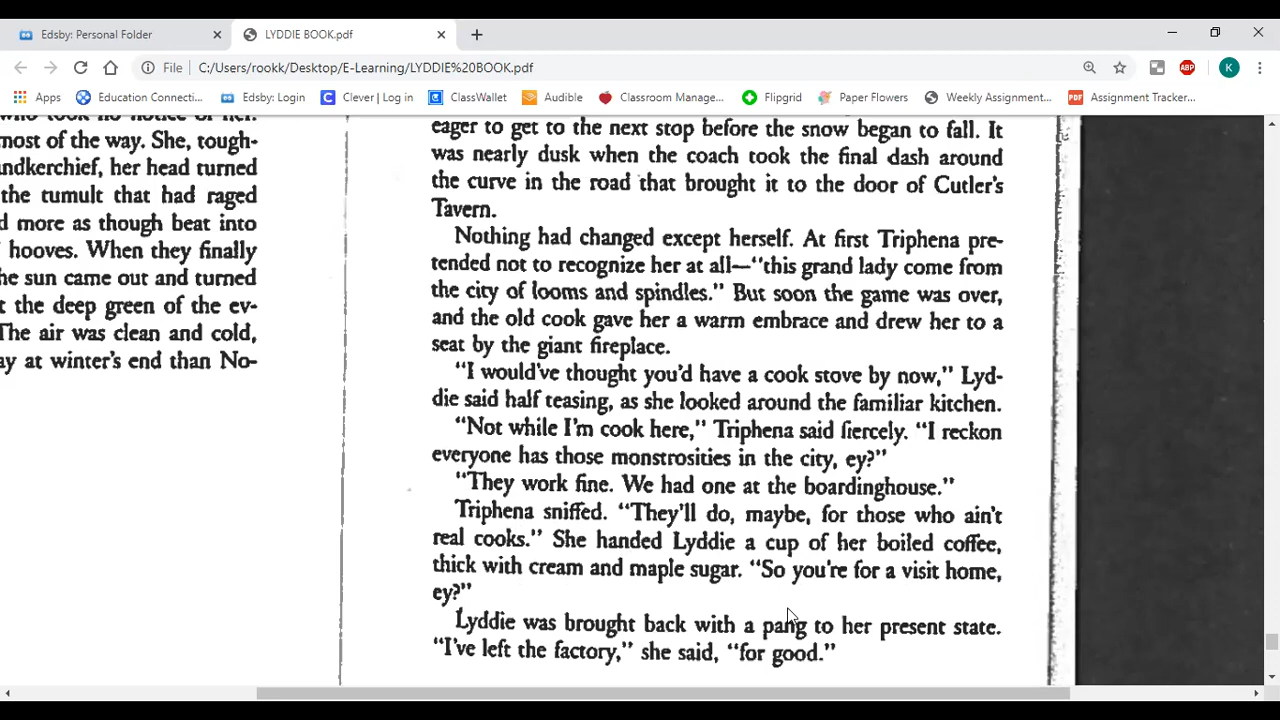 Edsby: Personal Folder
LYDDIE BOOK.pdf
File
C:/Users/rookk/Desktop/E-Learning/LYDDIE%20BOOK.pdf
ABP
K
Apps
Education Connecti...
Edsby: Login
Clever | Log in
ClassWallet
Audible
Classroom Manage...
Flipgrid
Paper Flowers
Weekly Assignment...
PDF
Assignment Tracker...
who took no notice of her.
most of the way. She, tough-
ndkerchief, her head turned
the tumult that had raged
d more as though beat into
hooves. When they finally
he sun came out and turned
t the deep green of the ev-
The air was clean and cold,
ay at winter's end than No-
eager to get to the next stop before the snow began to fall. It
was nearly dusk when the coach took the final dash around
the curve in the road that brought it to the door of Cutler's
Tavern.
Nothing had changed except herself. At first Triphena pre-
tended not to recognize her at all—“this grand lady come from
the city of looms and spindles.” But soon the game was over,
and the old cook gave her a warm embrace and drew her to a
seat by the giant fireplace.
“I would've thought you'd have a cook stove by now,” Lyd-
die said half teasing, as she looked around the familiar kitchen.
“Not while I'm cook here,” Triphena said fiercely. “I reckon
everyone has those monstrosities in the city, ey?”
“They work fine. We had one at the boardinghouse.”
Triphena sniffed. “They'll do, maybe, for those who ain't
real cooks.” She handed Lyddie a cup of her boiled coffee,
thick with cream and maple sugar. “So you're for a visit home,
ey?”
Lyddie was brought back with a pang to her present state.
“I've left the factory,” she said, “for good.”